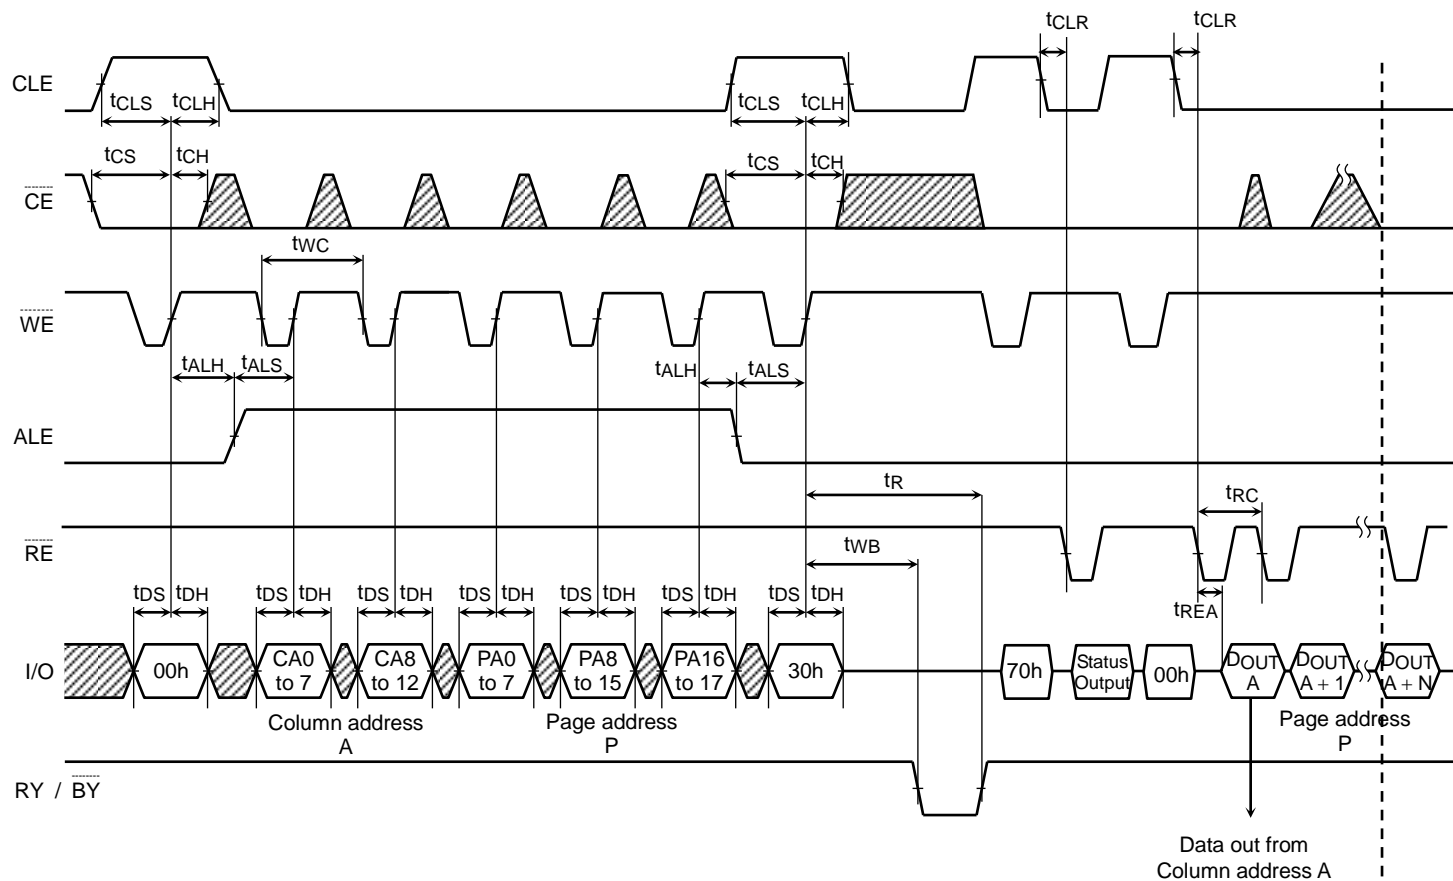 tCLR tCLR
CLE
tCLS tCLH tCLS tCLH
tCS tCH tCS tCH
CE
tWC
WE
tALH tALS tALH tALS
ALE
tR
tRC
RE
tWB
tDS tDH tDS tDH tDS tDH tDS tDH tDS tDH tDS tDH tDS tDH
tREA
I/O
00h
CA0
to 7
CA8
to 12
PA0
to 7
PA8
to 15
PA16
to 17
30h
70h
Status
Output
00h
DOUT
A
DOUT
A + 1
DOUT
A + N
Column address
A
Page address
P
Page address
P
RY / BY
Data out from
Column address A